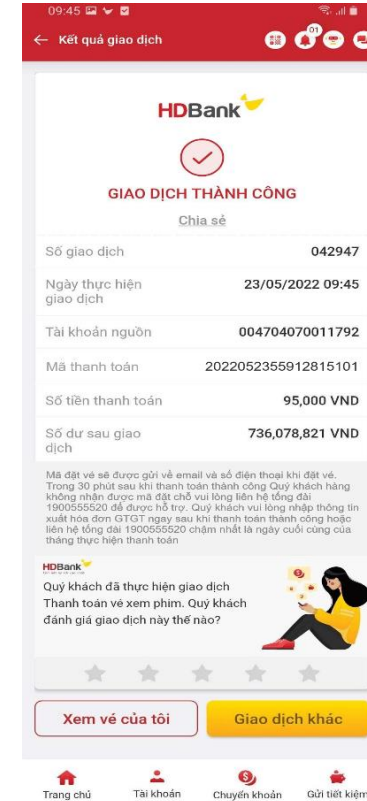 09:45
Kết quả giao dịch
01
HDBank
GIAO DỊCH THÀNH CÔNG
Chia sẻ
Số giao dịch 042947
Ngày thực hiện 23/05/2022 09:45
giao dịch
Tài khoản nguồn 004704070011792
Mã thanh toán 2022052355912815101
Số tiền thanh toán 95,000 VND
Số dư sau giao 736,078,821 VND
dịch
Mã đặt vé sẽ được gửi về email và số điện thoại khi đặt vé.
Trong 30 phút sau khi thanh toán thành công Quý khách hàng
không nhận được mã đặt chỗ vui lòng liên hệ tổng đài
1900555520 để được hỗ trợ. Quý khách vui lòng nhập thông tin
xuất hóa đơn GTGT ngay sau khi thanh toán thành công hoặc
liên hệ tổng đài 1900555520 chậm nhất là ngày cuối cùng của
tháng thực hiện thanh toán
HDBank
Quý khách đã thực hiện giao dịch
Thanh toán vé xem phim. Quý khách
đánh giá giao dịch này thế nào?
Xem vé của tôi Giao dịch khác
Trang chủ Tài khoản Chuyển khoản Gửi tiết kiệm